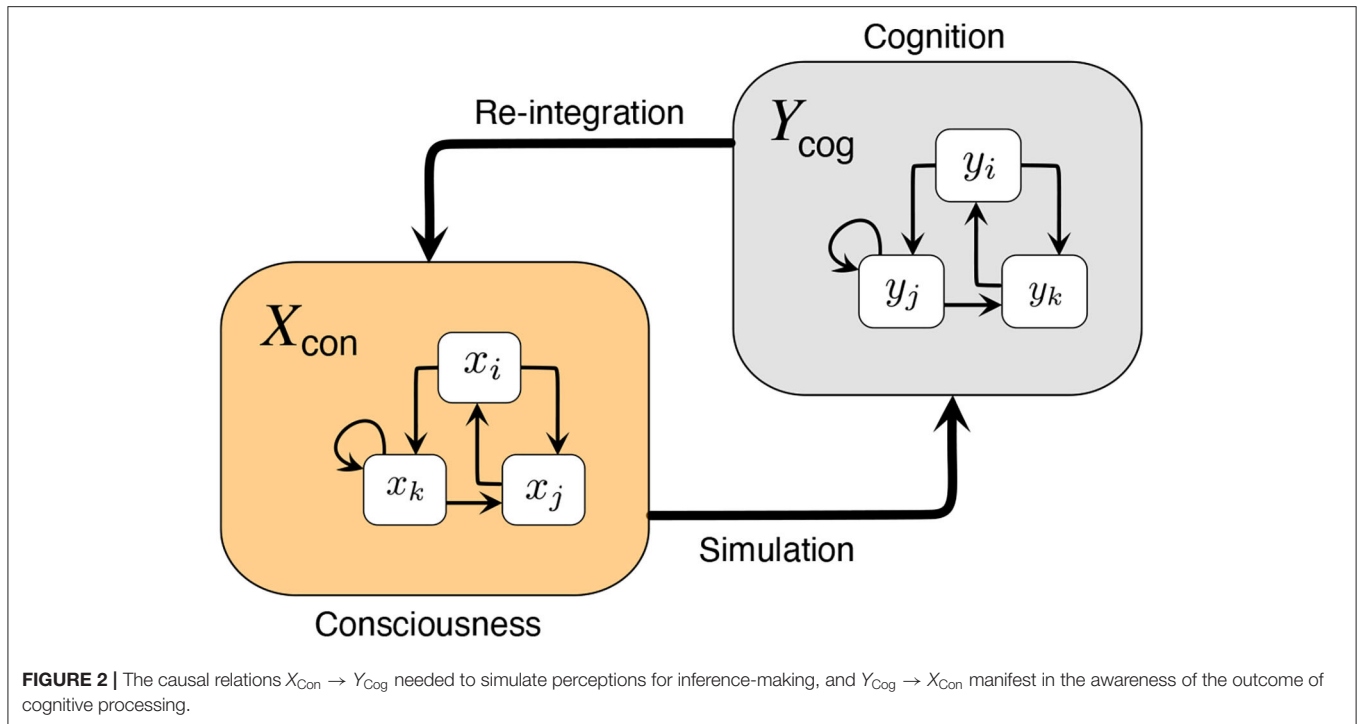 Cognition
Re-integration
Y_cog
y_i
y_j
y_k
X_con
x_i
x_k
x_j
Simulation
Consciousness
FIGURE 2 | The causal relations X_Con → Y_Cog needed to simulate perceptions for inference-making, and Y_Cog → X_Con manifest in the awareness of the outcome of
cognitive processing.